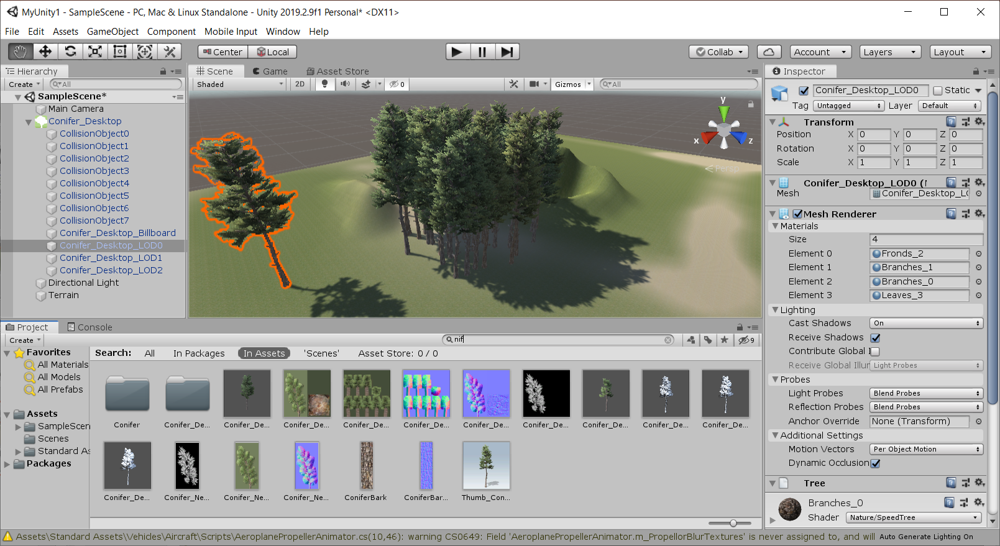 MyUnity1 - SampleScene - PC, Mac & Linux Standalone - Unity 2019.2.9f1 Personal* <DX11>
File Edit Assets GameObject Component Mobile Input Window Help
Center Local Collab Account Layers Layout
Hierarchy
Create All
SampleScene*
Main Camera
Conifer_Desktop
CollisionObject0
CollisionObject1
CollisionObject2
CollisionObject3
CollisionObject4
CollisionObject5
CollisionObject6
CollisionObject7
Conifer_Desktop_Billboard
Conifer_Desktop_LOD0
Conifer_Desktop_LOD1
Conifer_Desktop_LOD2
Directional Light
Terrain
Scene Game Asset Store
Shaded 2D 0 Gizmos All
y
x z
Persp
Inspector
Conifer_Desktop_LOD0 Static
Tag Untagged Layer Default
Transform
Position X 0 Y 0 Z 0
Rotation X 0 Y 0 Z 0
Scale X 1 Y 1 Z 1
Conifer_Desktop_LOD0 (
Mesh Conifer_Desktop_LO
Mesh Renderer
Materials
Size 4
Element 0 Fronds_2
Element 1 Branches_1
Element 2 Branches_0
Element 3 Leaves_3
Lighting
Cast Shadows On
Receive Shadows
Contribute Global I
Receive Global Illur Light Probes
Probes
Light Probes Blend Probes
Reflection Probes Blend Probes
Anchor Override None (Transform)
Additional Settings
Motion Vectors Per Object Motion
Dynamic Occlusion
Tree
Branches_0
Shader Nature/SpeedTree
Project Console
Create nif 9
Favorites
All Materials
All Models
All Prefabs
Assets
SampleScen
Scenes
Standard As
Packages
Search: All In Packages In Assets 'Scenes' Asset Store: 0 / 0
Conifer Conifer_De... Conifer_De... Conifer_De... Conifer_De... Conifer_De... Conifer_De... Conifer_De... Conifer_De... Conifer_De... Conifer_De...
Conifer_De... Conifer_Ne... Conifer_Ne... Conifer_Ne... ConiferBark ConiferBar... Thumb_Con...
Assets\Standard Assets\Vehicles\Aircraft\Scripts\AeroplanePropellerAnimator.cs(10,46): warning CS0649: Field 'AeroplanePropellerAnimator.m_PropellorBlurTextures' is never assigned to, and will Auto Generate Lighting On